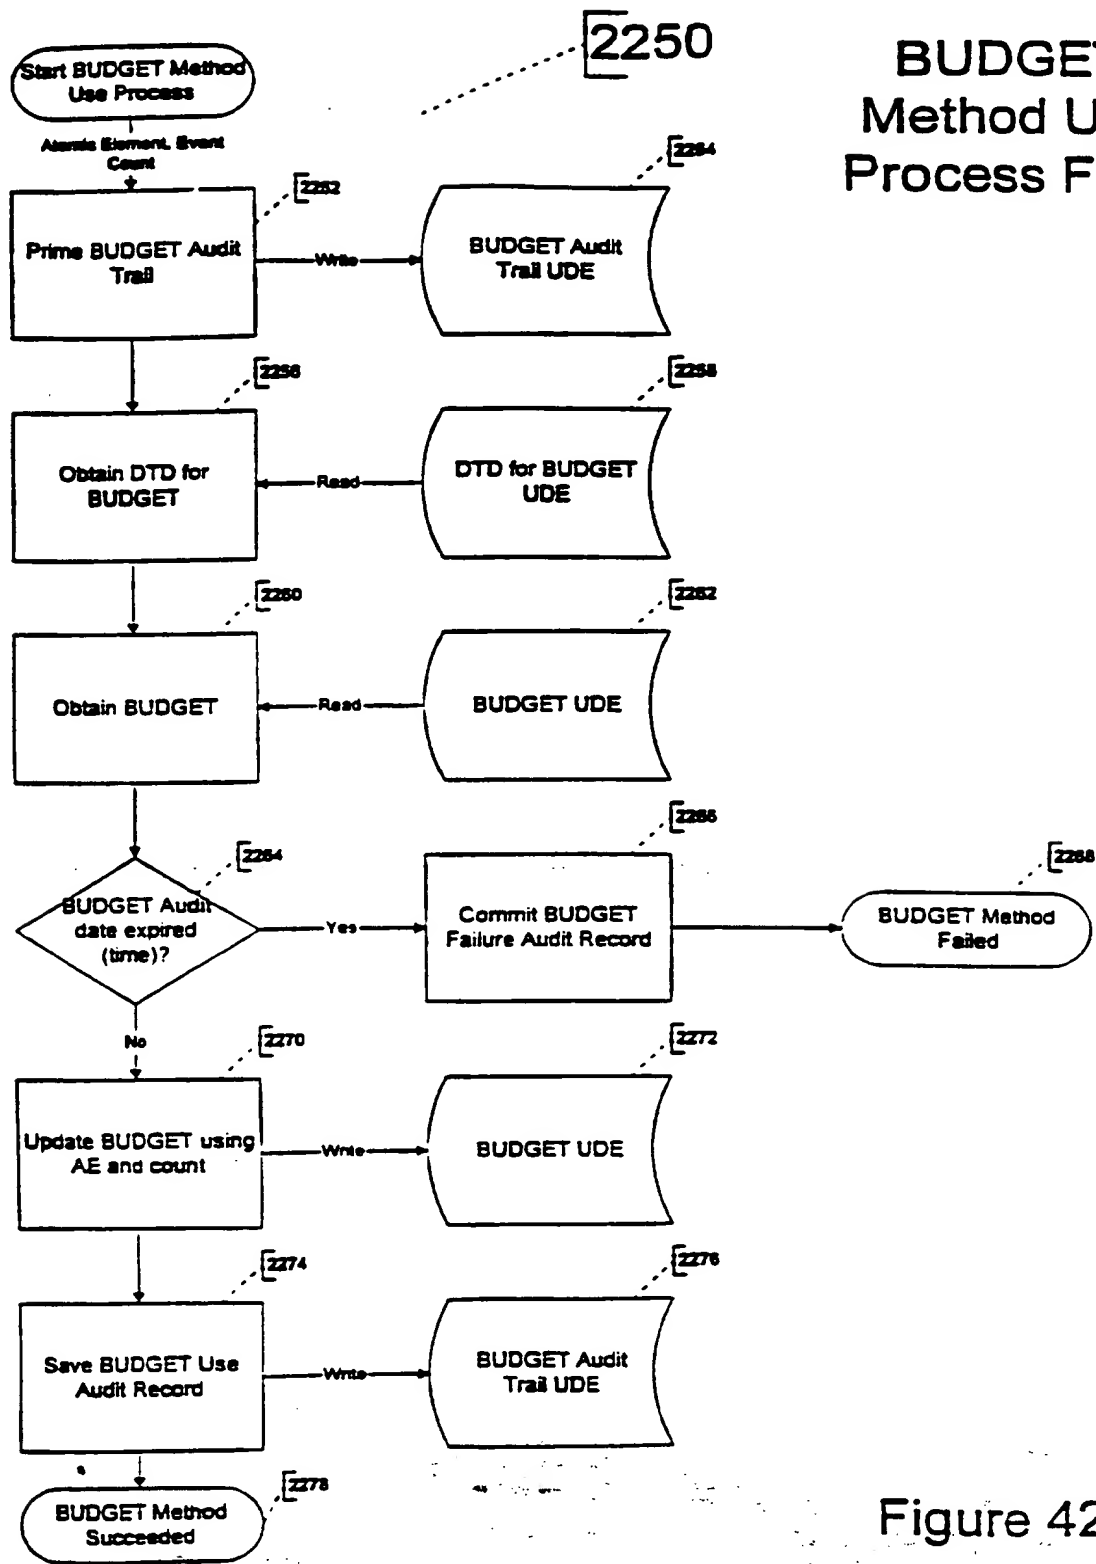 2250
BUDGET
Method U
Process F
Start BUDGET Method
Use Process
Atomic Element, Event
Count
2252
Prime BUDGET Audit
Trail
Write
2254
BUDGET Audit
Trail UDE
2256
Obtain DTD for
BUDGET
Read
2258
DTD for BUDGET
UDE
2260
Obtain BUDGET
Read
2262
BUDGET UDE
2264
BUDGET Audit
date expired
(time)?
Yes
2266
Commit BUDGET
Failure Audit Record
2268
BUDGET Method
Failed
No
2270
Update BUDGET using
AE and count
Write
2272
BUDGET UDE
2274
Save BUDGET Use
Audit Record
Write
2276
BUDGET Audit
Trail UDE
2278
BUDGET Method
Succeeded
Figure 42